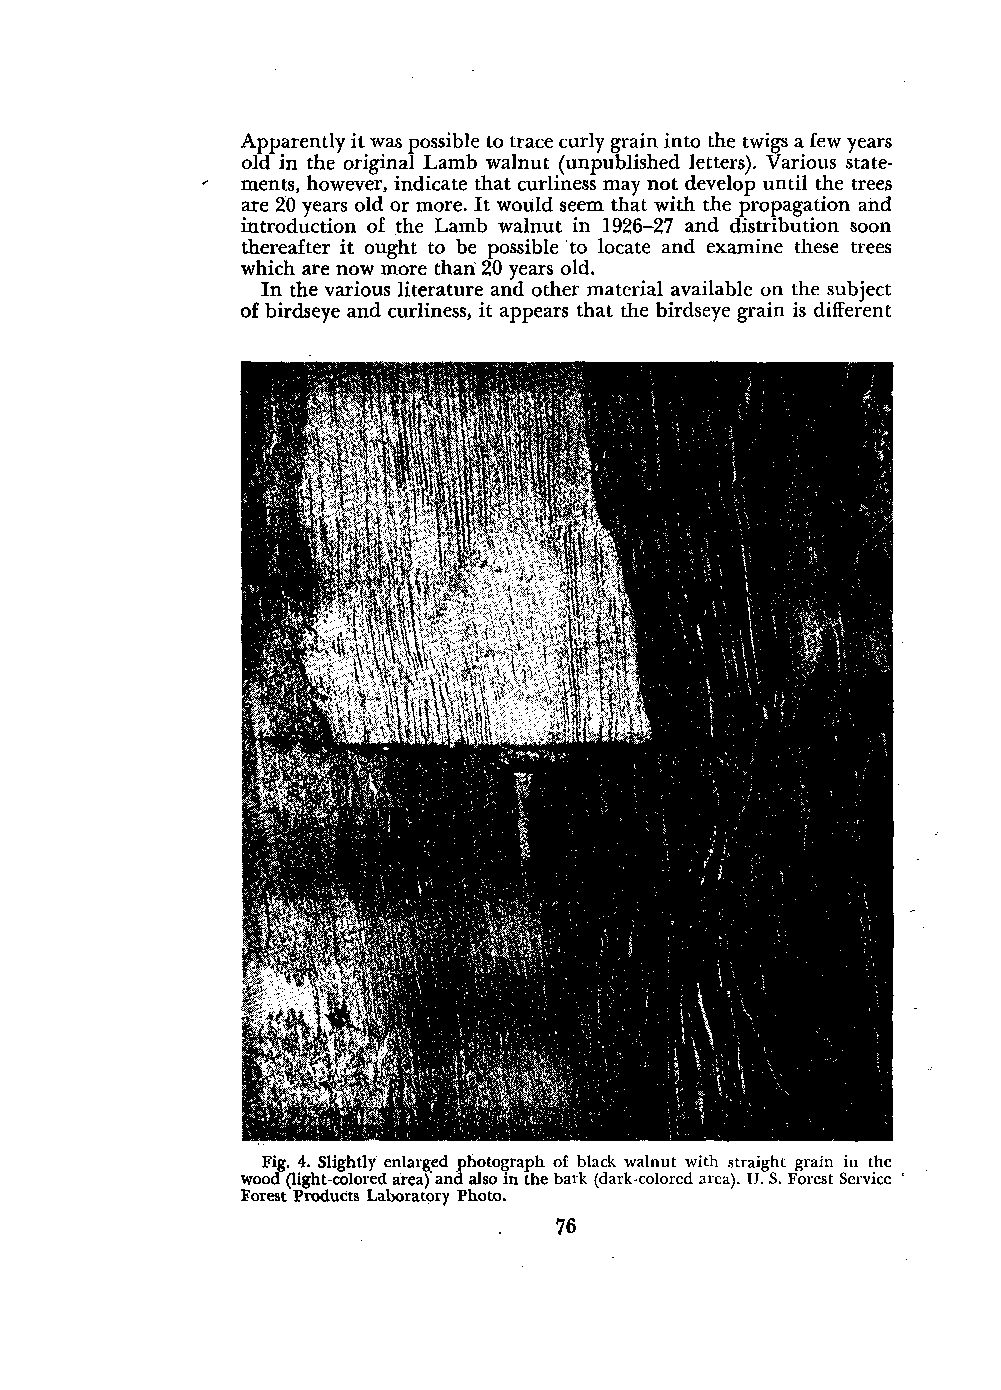 Apparently it was possible to trace curly grain into the twigs a few years
old in the original Lamb walnut (unpublished letters). Various state-
ments, however, indicate that curliness may not develop until the trees
are 20 years old or more. It would seem that with the propagation and
introduction of the Lamb walnut in 1926–27 and distribution soon
thereafter it ought to be possible to locate and examine these trees
which are now more than 20 years old.
In the various literature and other material available on the subject
of birdseye and curliness, it appears that the birdseye grain is different
Fig. 4. Slightly enlarged photograph of black walnut with straight grain in the
wood (light-colored area) and also in the bark (dark-colored area). U. S. Forest Service
Forest Products Laboratory Photo.
76